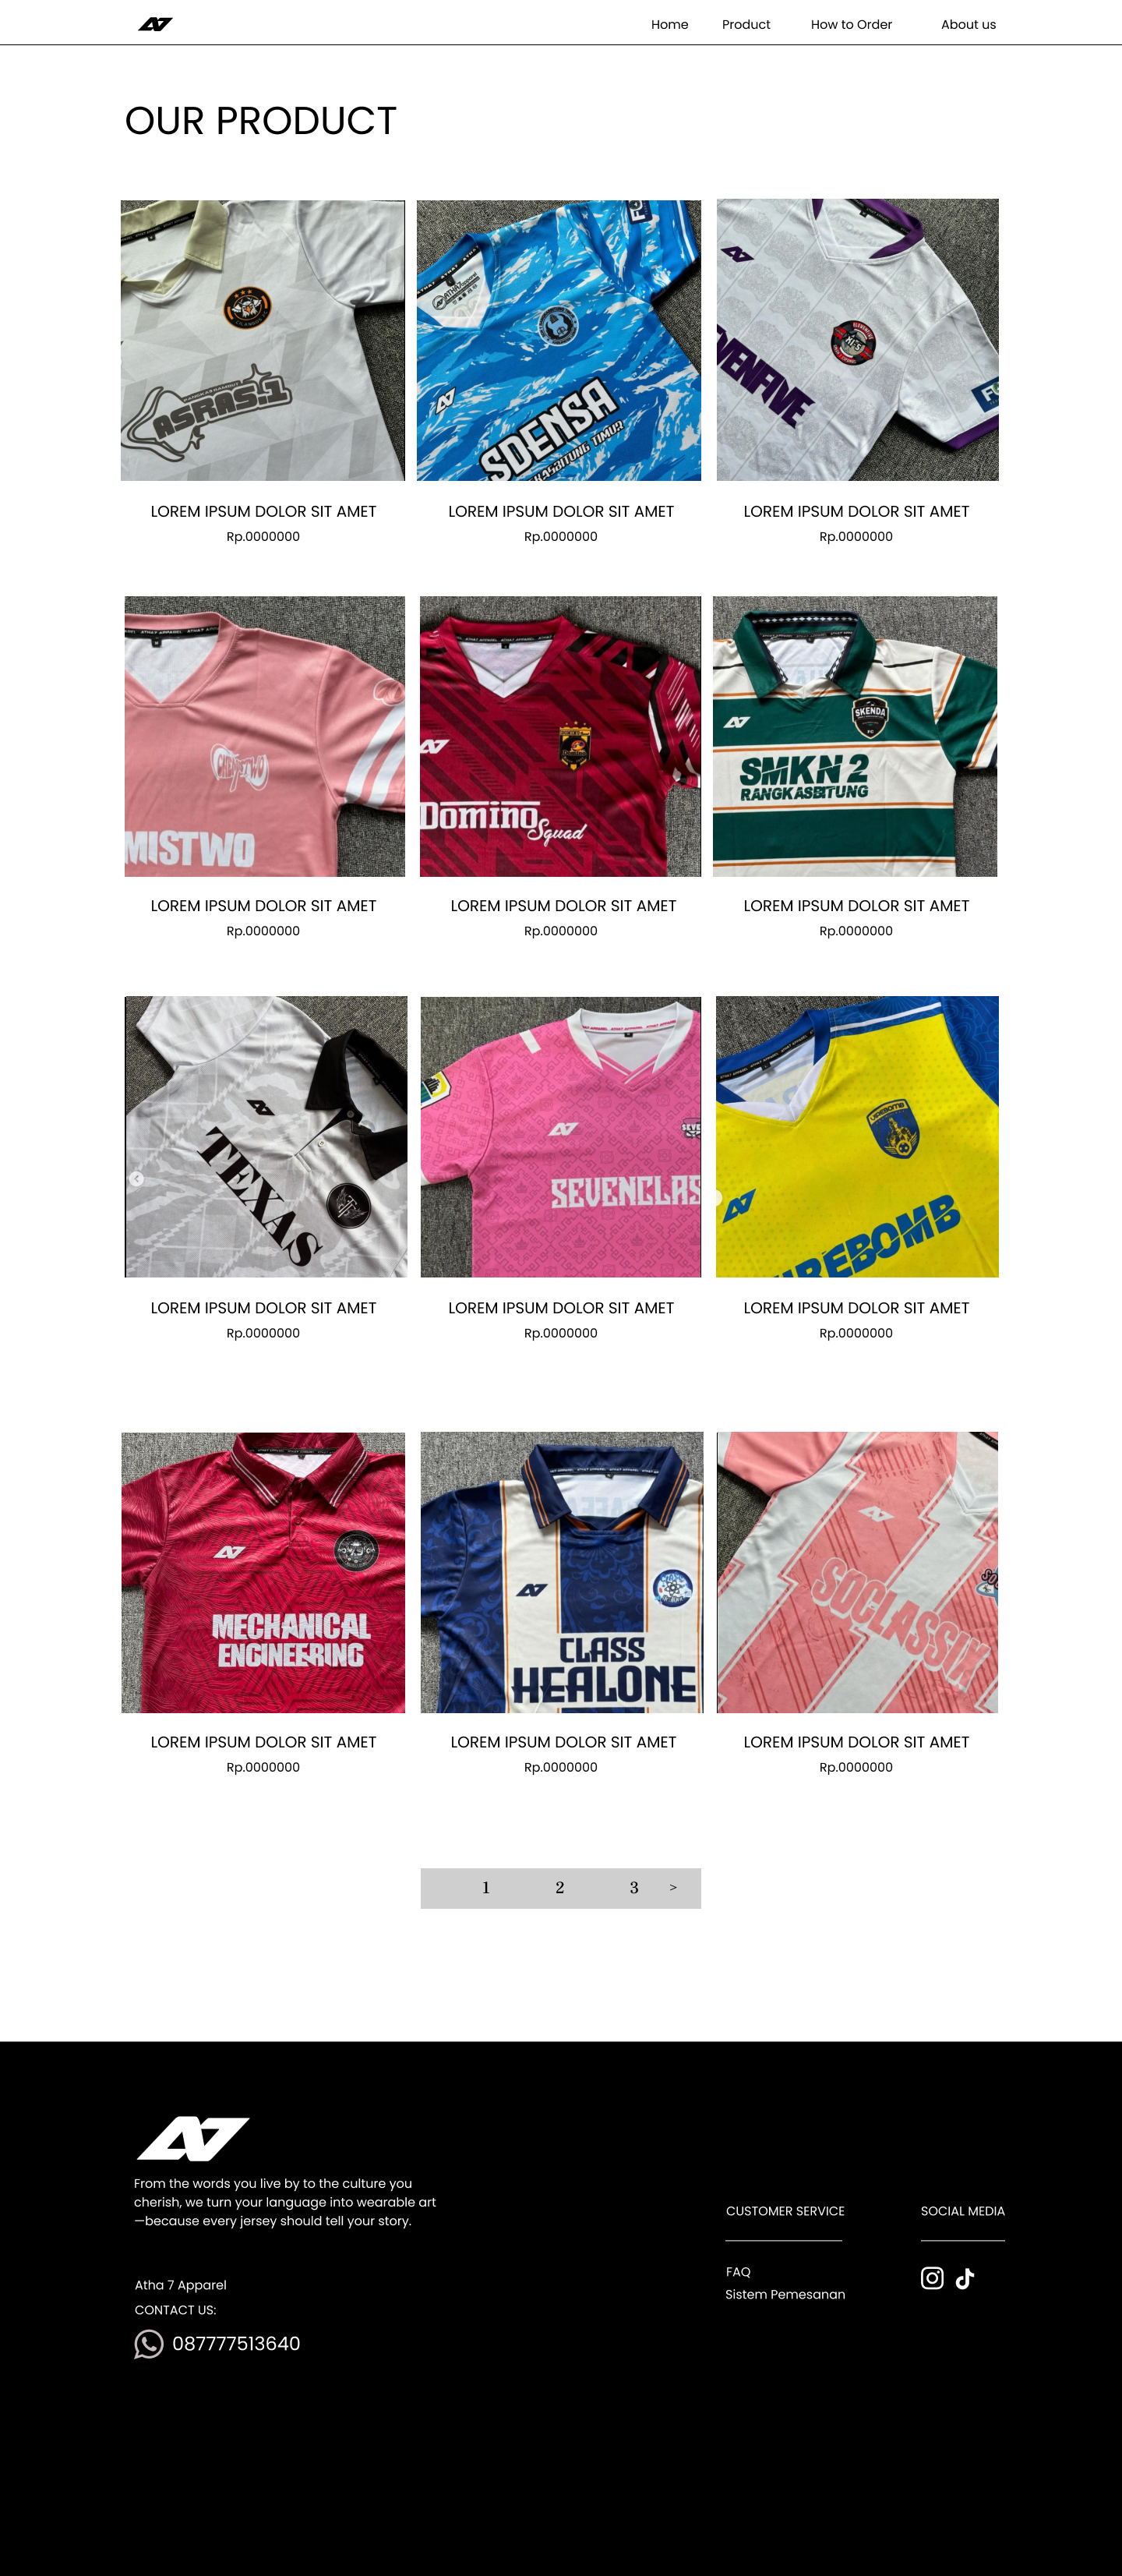 Home Product How to Order About us
OUR PRODUCT
ASRAS.1
SDENSA
VENFIVE
LOREM IPSUM DOLOR SIT AMET LOREM IPSUM DOLOR SIT AMET LOREM IPSUM DOLOR SIT AMET
Rp.0000000 Rp.0000000 Rp.0000000
MISTWO
Domino
Squad
SKENDA
FC
SMKN 2
RANGKASBITUNG
LOREM IPSUM DOLOR SIT AMET LOREM IPSUM DOLOR SIT AMET LOREM IPSUM DOLOR SIT AMET
Rp.0000000 Rp.0000000 Rp.0000000
TEXAS
SEVENCLAS
IREBOMB
LOREM IPSUM DOLOR SIT AMET LOREM IPSUM DOLOR SIT AMET LOREM IPSUM DOLOR SIT AMET
Rp.0000000 Rp.0000000 Rp.0000000
MECHANICAL
ENGINEERING
CLASS
HEALONE
SOCLASSIX
LOREM IPSUM DOLOR SIT AMET LOREM IPSUM DOLOR SIT AMET LOREM IPSUM DOLOR SIT AMET
Rp.0000000 Rp.0000000 Rp.0000000
1 2 3 >
A7
From the words you live by to the culture you
cherish, we turn your language into wearable art
—because every jersey should tell your story.
Atha 7 Apparel
CONTACT US:
087777513640
CUSTOMER SERVICE
FAQ
Sistem Pemesanan
SOCIAL MEDIA